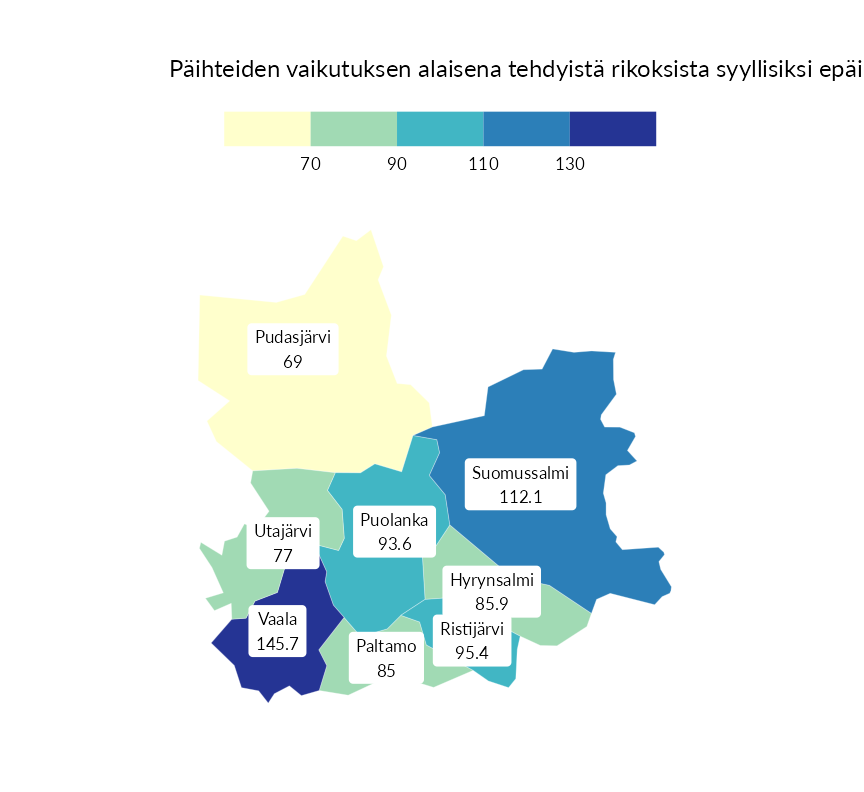 Päihteiden vaikutuksen alaisena tehdyistä rikoksista syyllisiksi epäi
70 90 110 130
Pudasjärvi
69
Suomussalmi
112.1
Puolanka
93.6
Utajärvi
77
Hyrynsalmi
85.9
Vaala
145.7
Ristijärvi
95.4
Paltamo
85